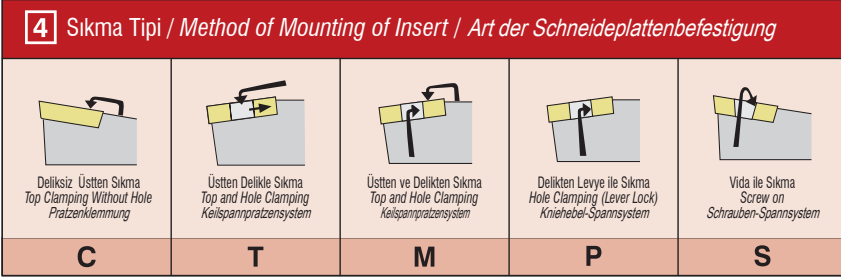 4 Sıkma Tipi / Method of Mounting of Insert / Art der Schneideplattenbefestigung
Deliksiz Üstten Sıkma
Top Clamping Without Hole
Pratzenklemmung
C
Üstten Delikle Sıkma
Top and Hole Clamping
Keilspannpratzensystem
T
Üstten ve Delikten Sıkma
Top and Hole Clamping
Keilspannpratzensystem
M
Delikten Levye ile Sıkma
Hole Clamping (Lever Lock)
Kniehebel-Spannsystem
P
Vida ile Sıkma
Screw on
Schrauben-Spannsystem
S